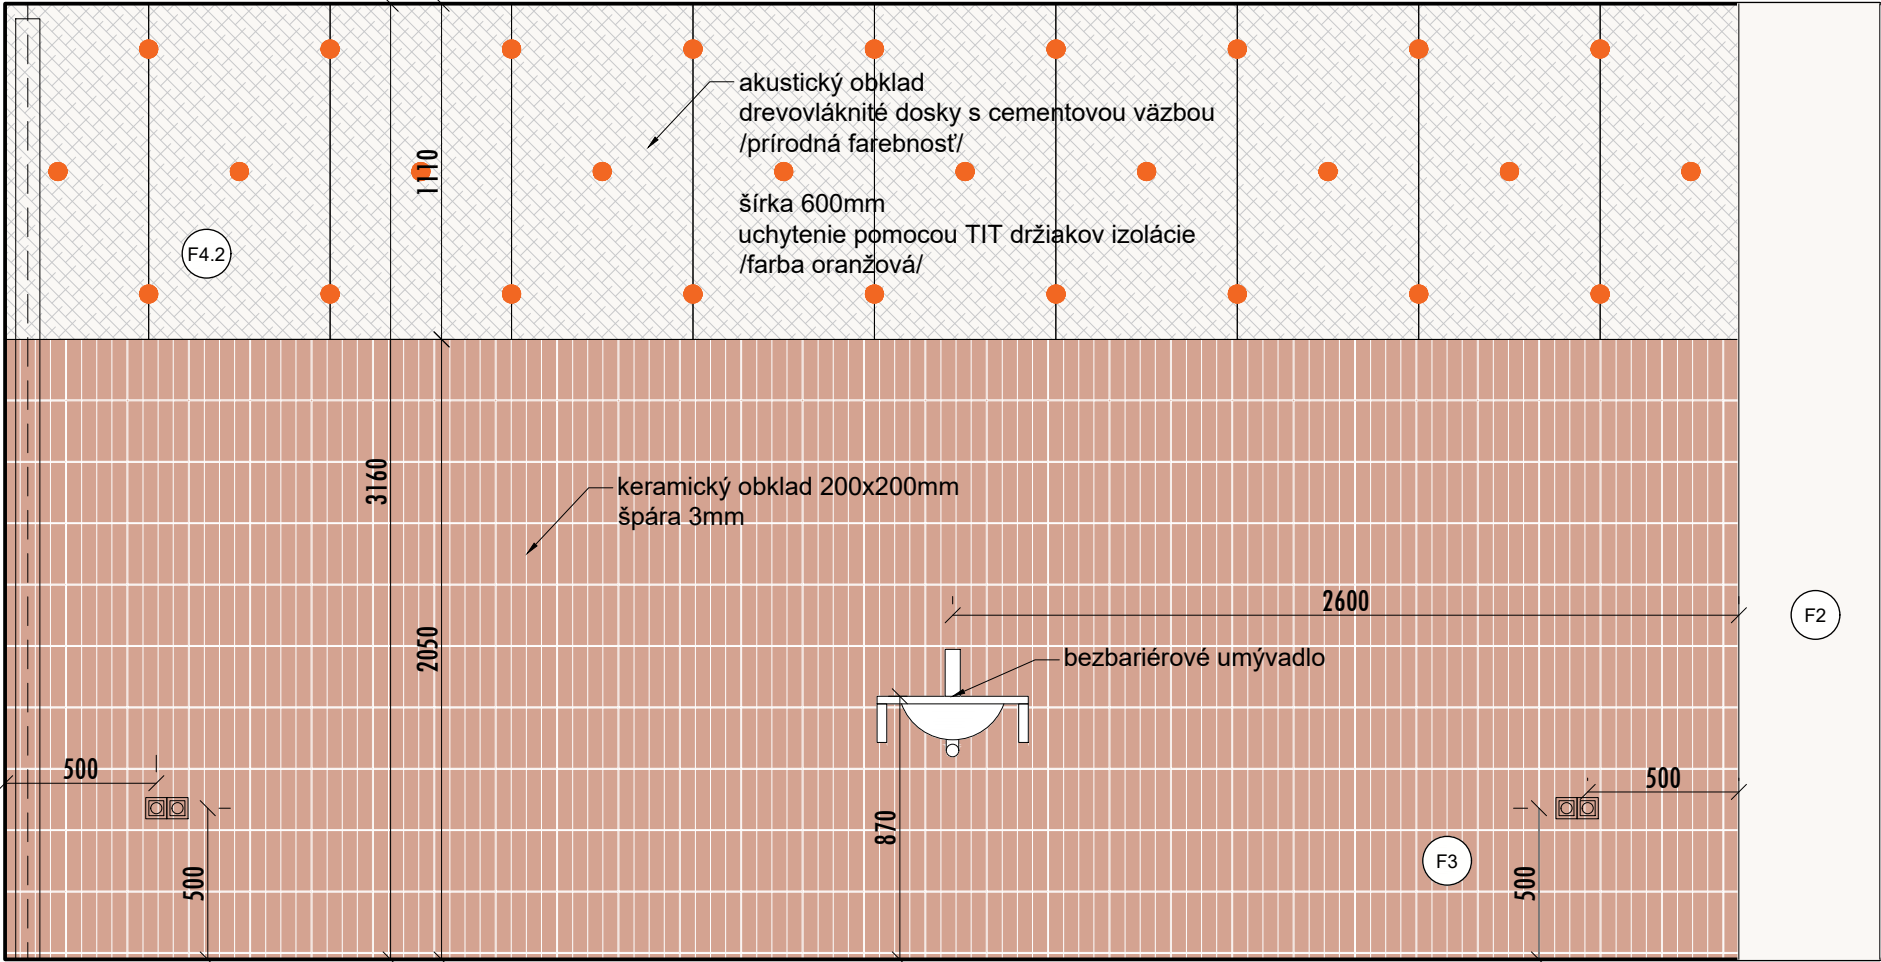 akustický obklad
drevovláknité dosky s cementovou väzbou
/prírodná farebnosť/
1110
šírka 600mm
uchytenie pomocou TIT držiakov izolácie
/farba oranžová/
F4.2
3160
keramický obklad 200x200mm
špára 3mm
2600
F2
2050
bezbariérové umývadlo
500
500
870
F3
500
500